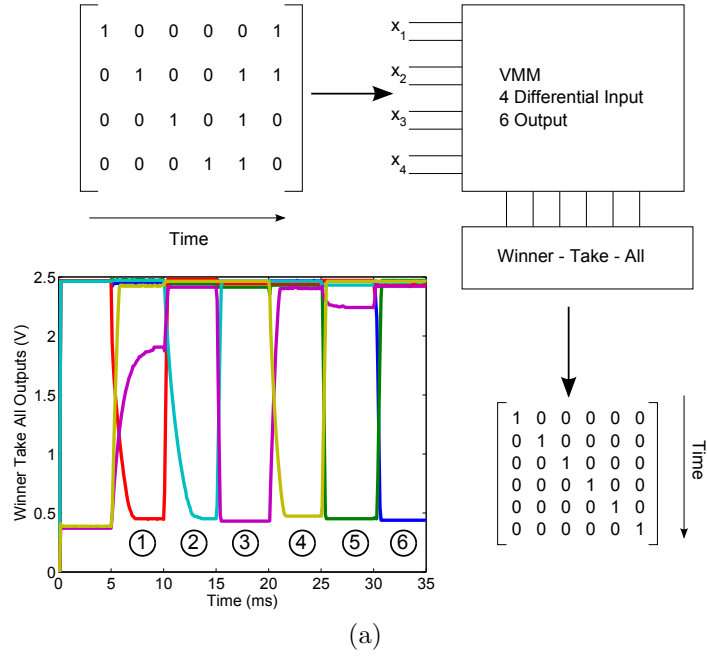 1 0 0 0 0 1
0 1 0 0 1 1
0 0 1 0 1 0
0 0 0 1 1 0
Time
x1
x2
x3
x4
VMM
4 Differential Input
6 Output
Winner - Take - All
Winner Take All Outputs (V)
2.5
2
1.5
1
0.5
0
1 2 3 4 5 6
0 5 10 15 20 25 30 35
Time (ms)
1 0 0 0 0 0
0 1 0 0 0 0
0 0 1 0 0 0
0 0 0 1 0 0
0 0 0 0 1 0
0 0 0 0 0 1
Time
(a)